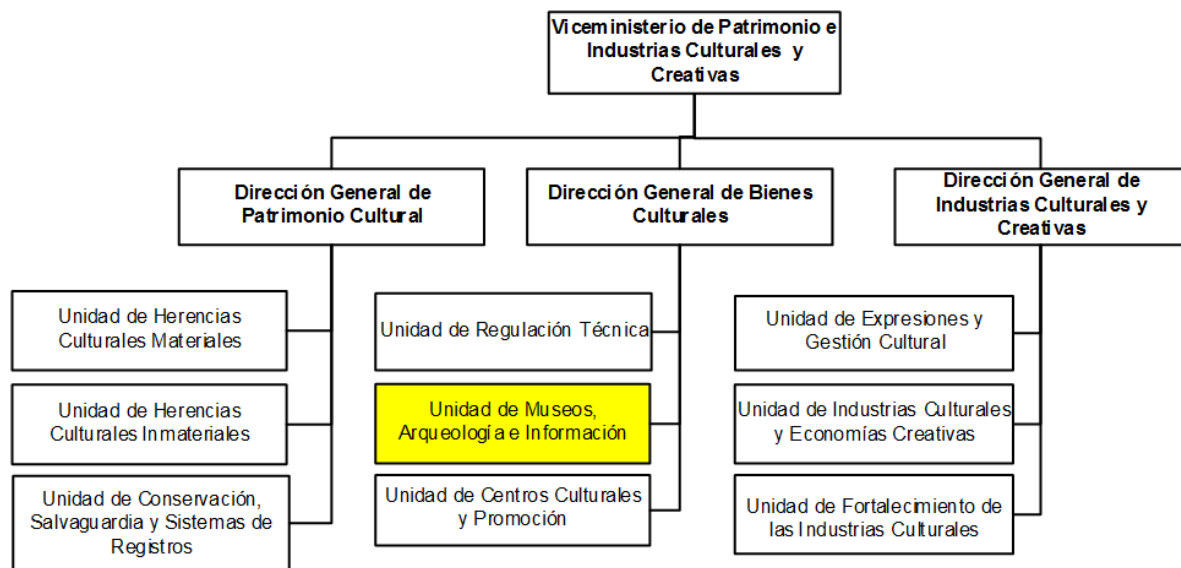 Viceministerio de Patrimonio e
Industrias Culturales y
Creativas
Dirección General de
Patrimonio Cultural
Dirección General de Bienes
Culturales
Dirección General de
Industrias Culturales y
Creativas
Unidad de Herencias
Culturales Materiales
Unidad de Regulación Técnica
Unidad de Expresiones y
Gestión Cultural
Unidad de Herencias
Culturales Inmateriales
Unidad de Museos,
Arqueología e Información
Unidad de Industrias Culturales
y Economías Creativas
Unidad de Conservación,
Salvaguardia y Sistemas de
Registros
Unidad de Centros Culturales
y Promoción
Unidad de Fortalecimiento de
las Industrias Culturales